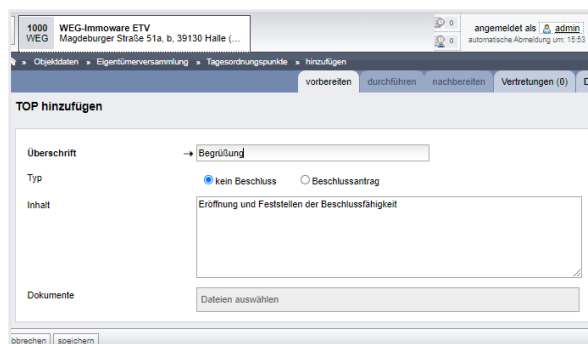 1000 WEG-Immoware ETV
WEG Magdeburger Straße 51a, b, 39130 Halle (...
0 angemeldet als admin
0 automatische Abmeldung um: 15:53
» Objektdaten » Eigentümerversammlung » Tagesordnungspunkte » hinzufügen
vorbereiten durchführen nachbereiten Vertretungen (0)
TOP hinzufügen
Überschrift → Begrüßung
Typ kein Beschluss Beschlussantrag
Inhalt Eröffnung und Feststellen der Beschlussfähigkeit
Dokumente Dateien auswählen
bbrechen speichern